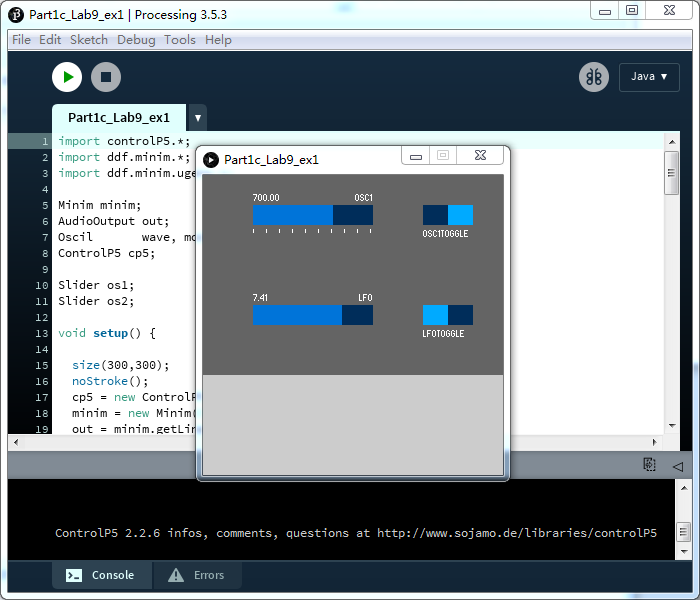 Part1c_Lab9_ex1 | Processing 3.5.3
File Edit Sketch Debug Tools Help
Java ▾
Part1c_Lab9_ex1 ▾
1 import controlP5.*;
2 import ddf.minim.*;
3 import ddf.minim.uge
4
5 Minim minim;
6 AudioOutput out;
7 Oscil wave, mo
8 ControlP5 cp5;
9
10 Slider os1;
11 Slider os2;
12
13 void setup() {
14
15 size(300,300);
16 noStroke();
17 cp5 = new ControlP
18 minim = new Minim(
19 out = minim.getLin
Part1c_Lab9_ex1
700.00 OSC1
OSC1TOGGLE
7.41 LFO
LFOTOGGLE
ControlP5 2.2.6 infos, comments, questions at http://www.sojamo.de/libraries/controlP5
Console Errors